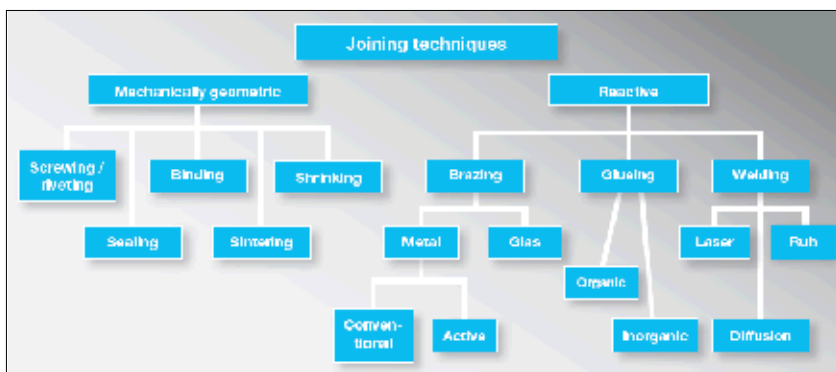 Joining techniques
Mechanically geometric
Reactive
Screwing /
riveting
Binding
Shrinking
Brazing
Glueing
Welding
Sealing
Sintering
Metal
Glas
Laser
Ruh
Organic
Conven-
tional
Active
Inorganic
Diffusion